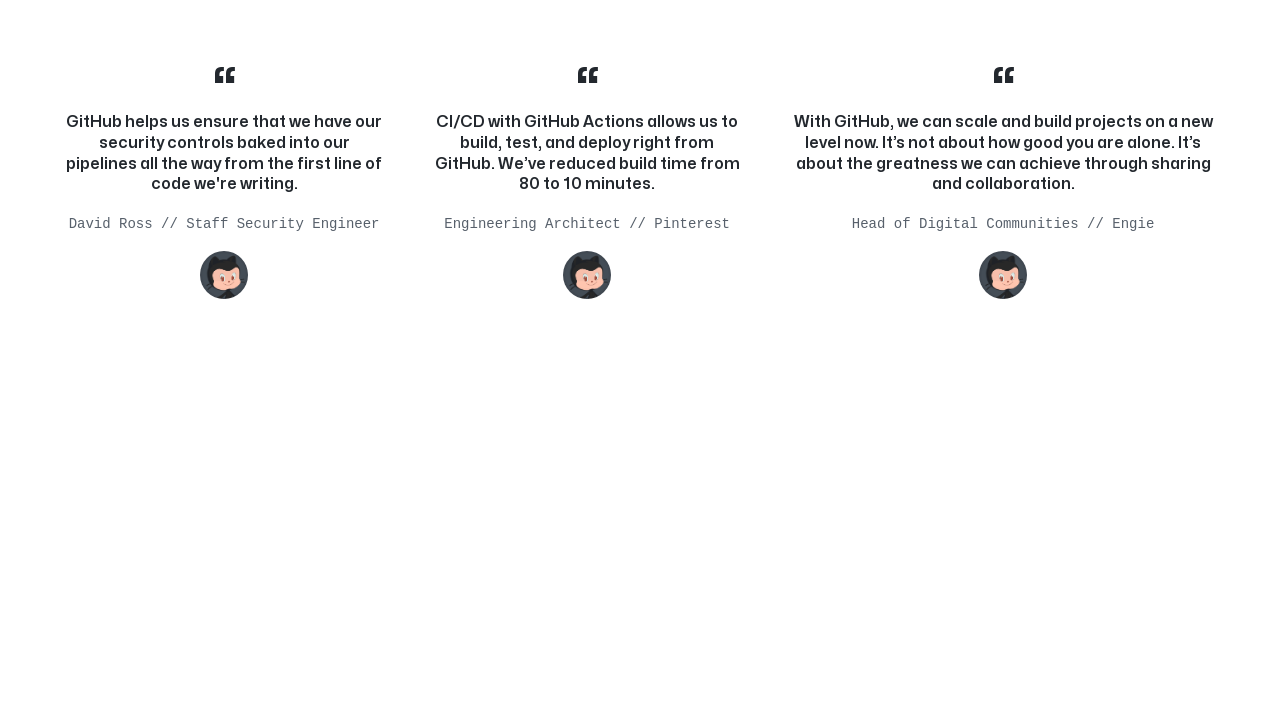 “
GitHub helps us ensure that we have our
security controls baked into our
pipelines all the way from the first line of
code we're writing.
David Ross // Staff Security Engineer
“
CI/CD with GitHub Actions allows us to
build, test, and deploy right from
GitHub. We’ve reduced build time from
80 to 10 minutes.
Engineering Architect // Pinterest
“
With GitHub, we can scale and build projects on a new
level now. It’s not about how good you are alone. It’s
about the greatness we can achieve through sharing
and collaboration.
Head of Digital Communities // Engie